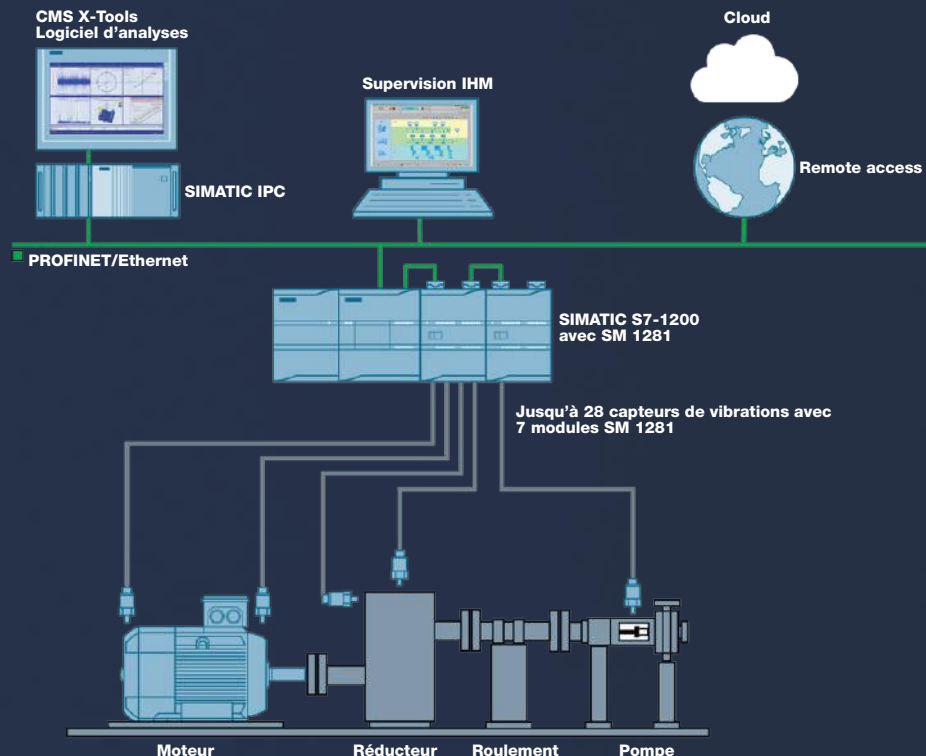 CMS X-Tools
Logiciel d'analyses
Cloud
Supervision IHM
SIMATIC IPC
Remote access
PROFINET/Ethernet
SIMATIC S7-1200
avec SM 1281
Jusqu'à 28 capteurs de vibrations avec
7 modules SM 1281
Moteur
Réducteur
Roulement
Pompe